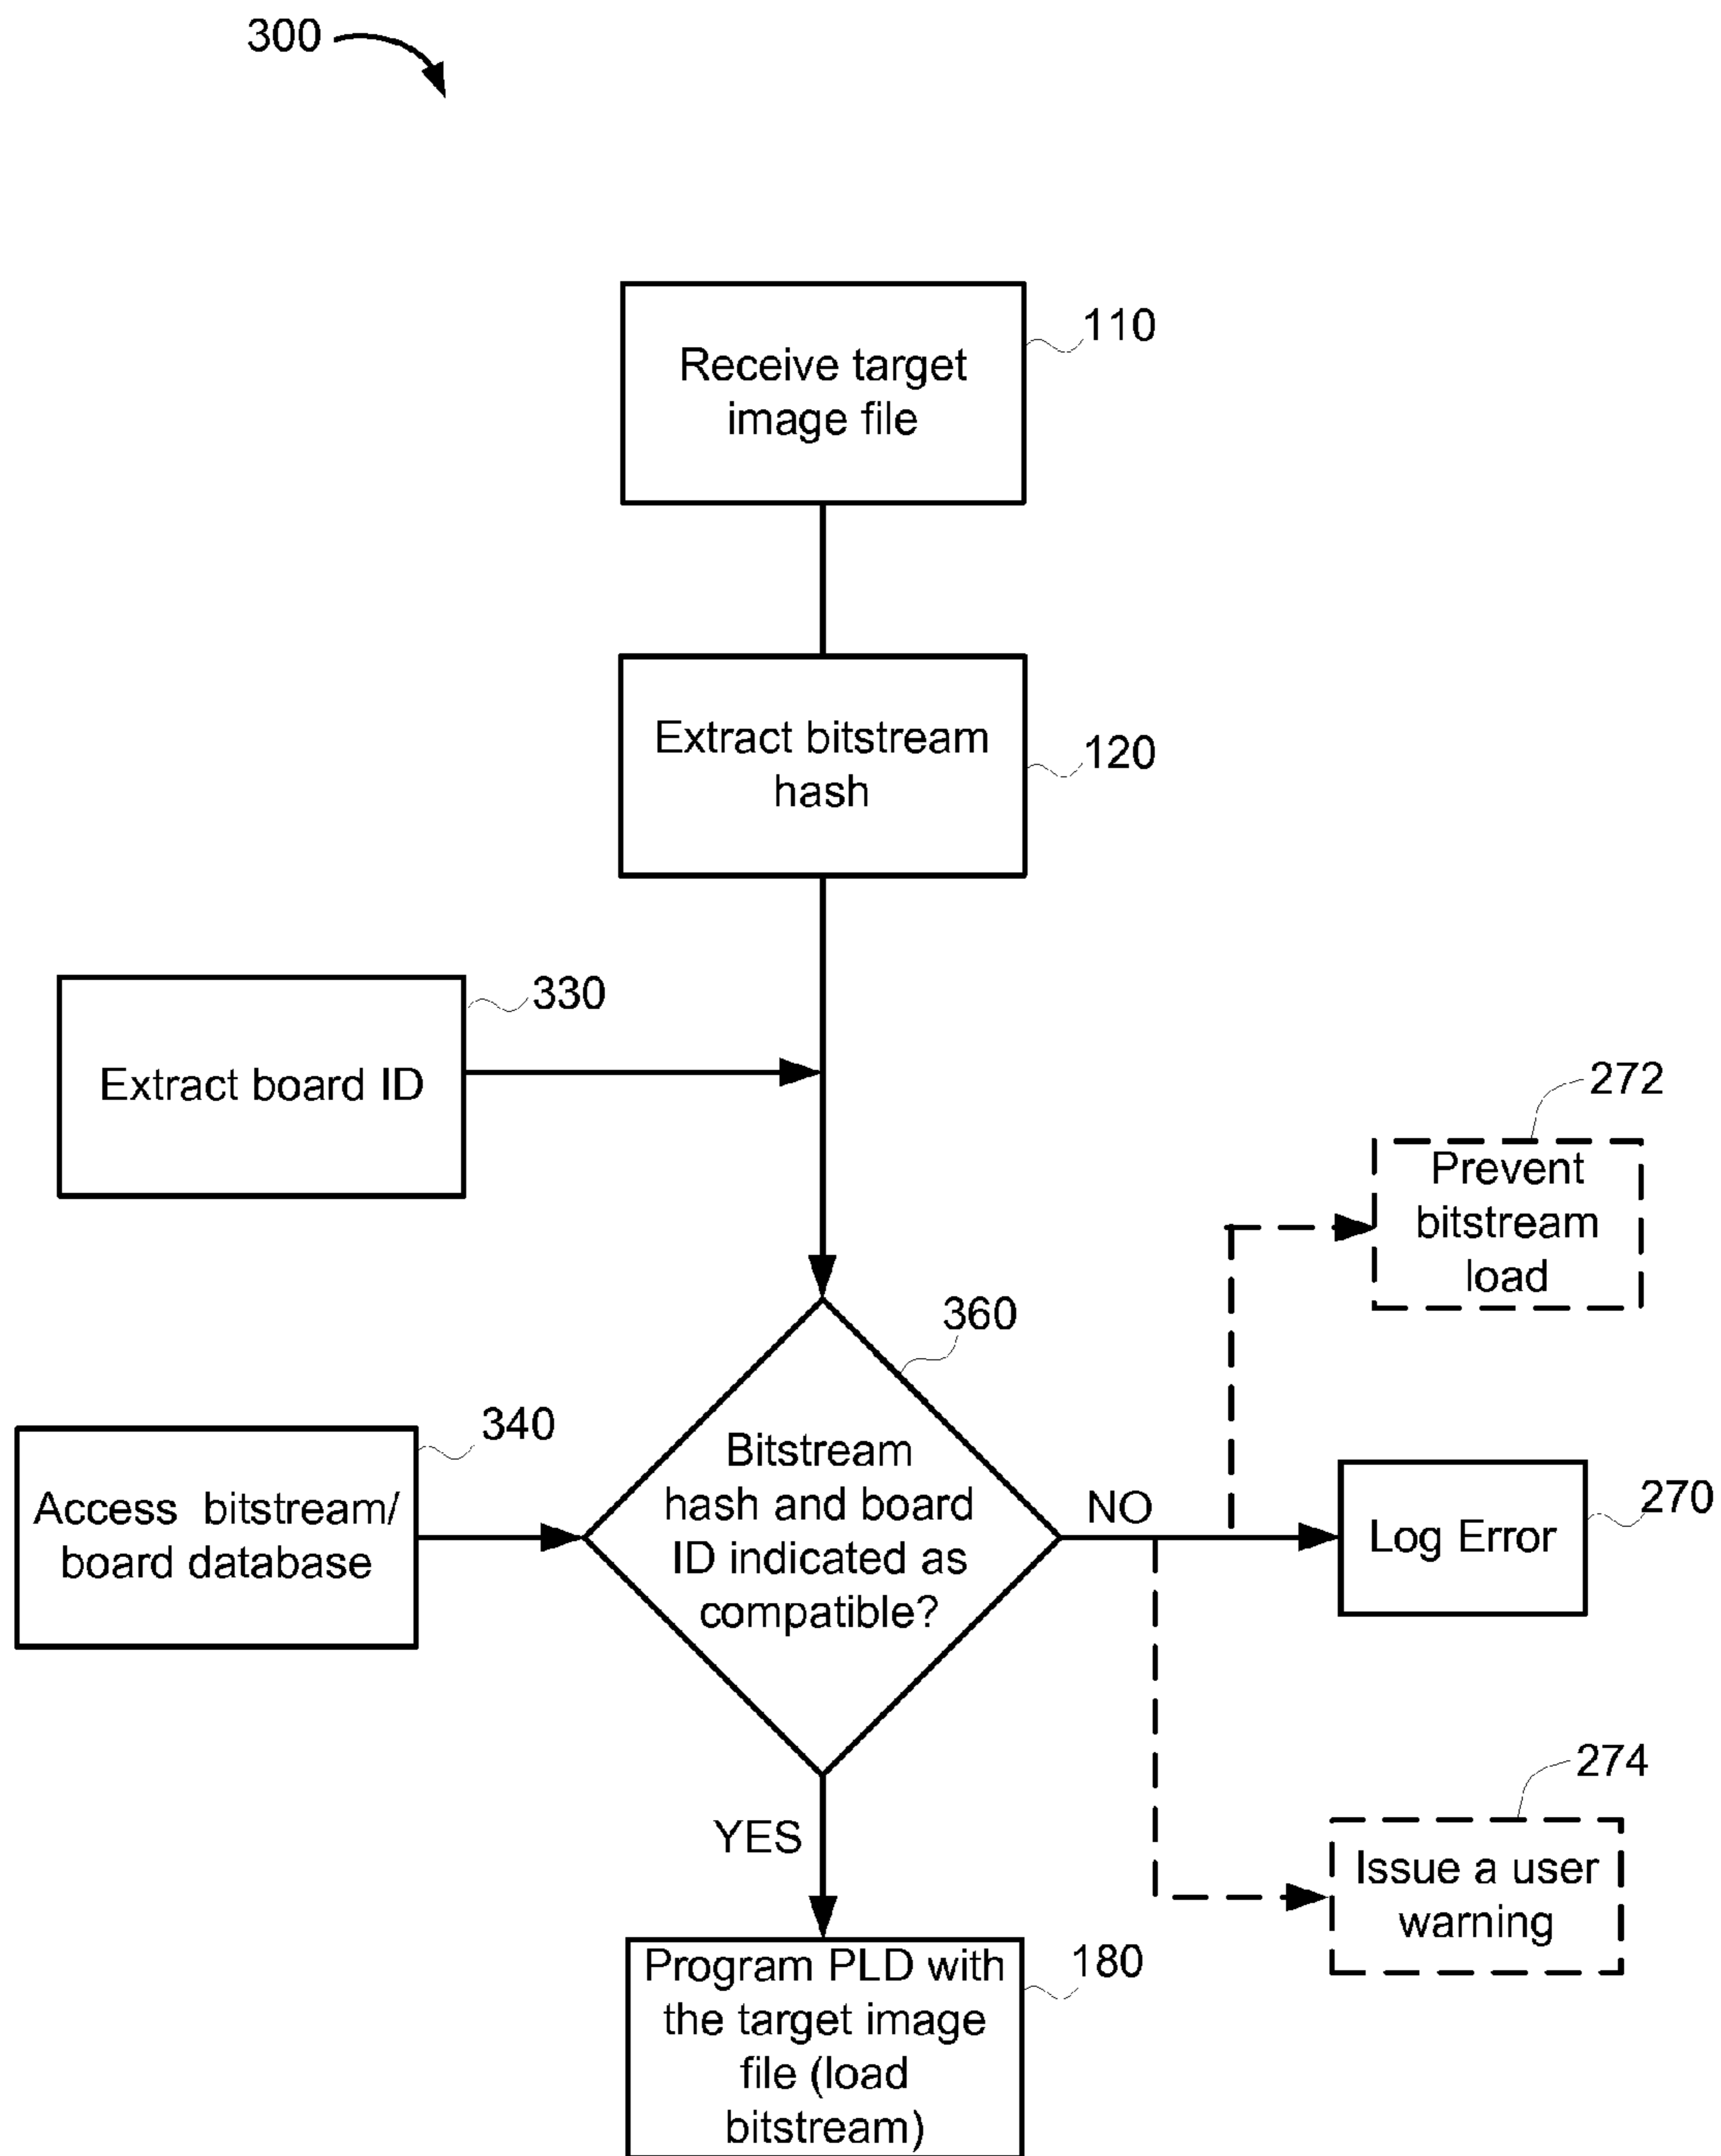 300
Receive target
image file
110
Extract bitstream
hash
120
Extract board ID
330
272
Prevent
bitstream
load
360
Access bitstream/
board database
340
Bitstream
hash and board
ID indicated as
compatible?
NO
Log Error
270
YES
274
Issue a user
warning
Program PLD with
the target image
file (load
bitstream)
180